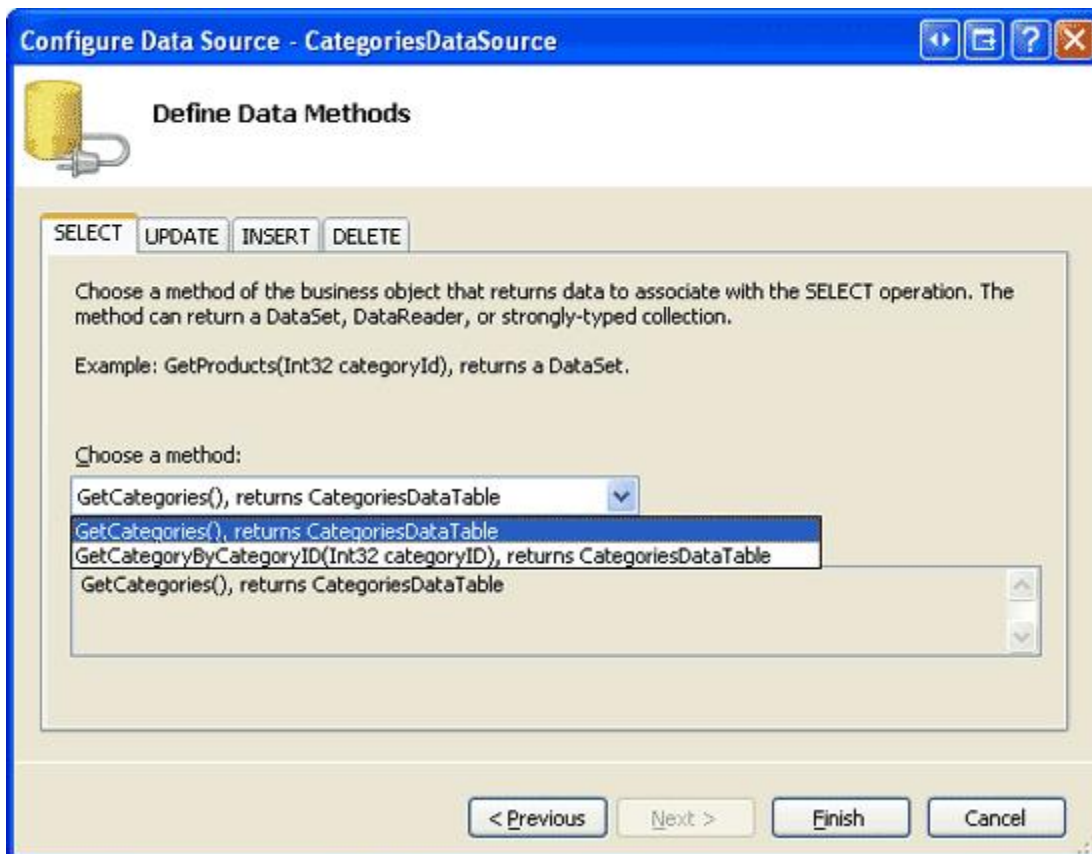 Configure Data Source - CategoriesDataSource
Define Data Methods
SELECT
UPDATE
INSERT
DELETE
Choose a method of the business object that returns data to associate with the SELECT operation. The
method can return a DataSet, DataReader, or strongly-typed collection.
Example: GetProducts(Int32 categoryId), returns a DataSet.
Choose a method:
GetCategories(), returns CategoriesDataTable
GetCategories(), returns CategoriesDataTable
GetCategoryByCategoryID(Int32 categoryID), returns CategoriesDataTable
GetCategories(), returns CategoriesDataTable
< Previous
Next >
Finish
Cancel